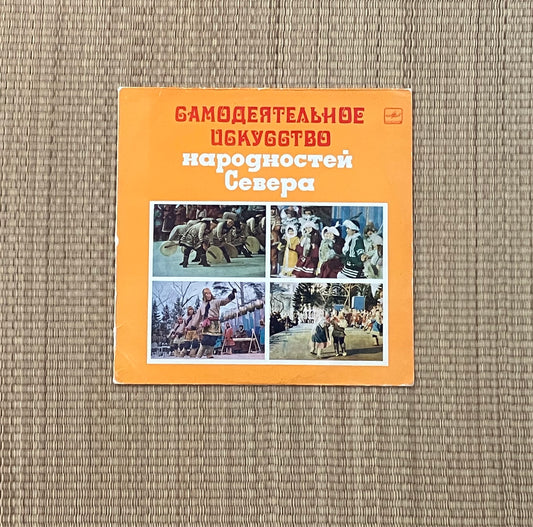 САМОДЕЯТЕЛЬНОЕ
ИСКУССТВО
народностей
Севера